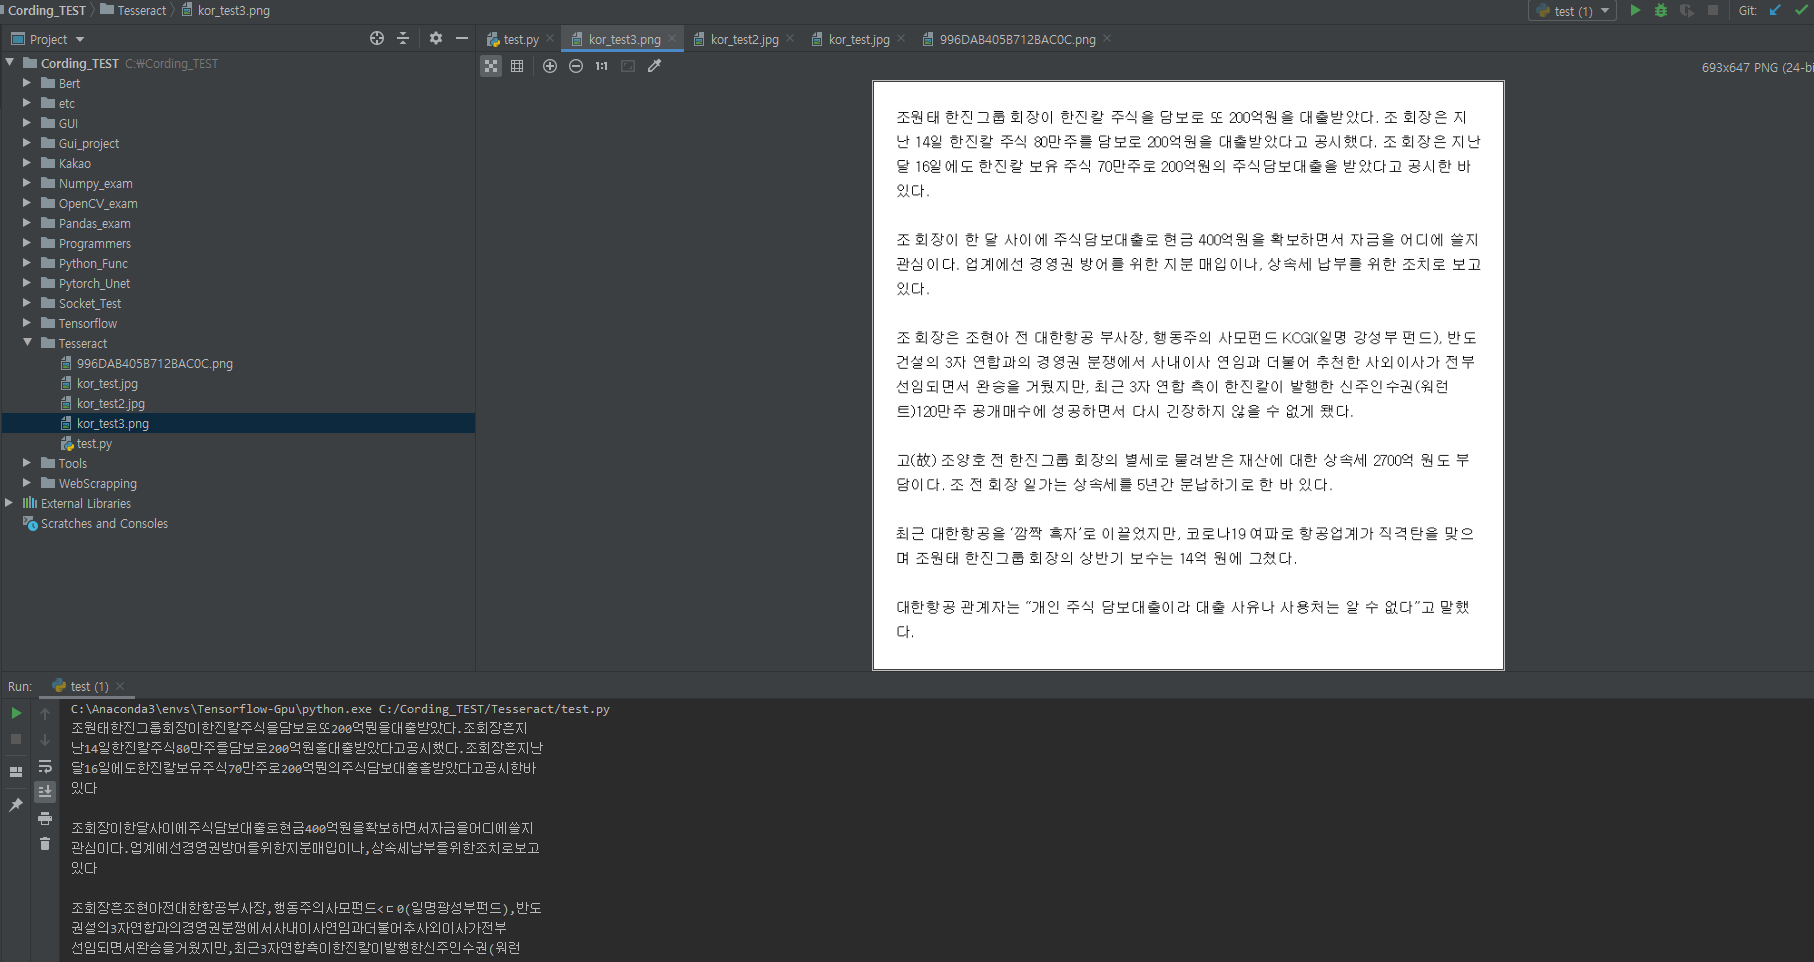 Cording_TEST
Tesseract
kor_test3.png
test (1)
Git:
Project
test.py
kor_test3.png
kor_test2.jpg
kor_test.jpg
996DAB405B712BAC0C.png
Cording_TEST C:₩Cording_TEST
Bert
etc
GUI
Gui_project
Kakao
Numpy_exam
OpenCV_exam
Pandas_exam
Programmers
Python_Func
Pytorch_Unet
Socket_Test
Tensorflow
Tesseract
996DAB405B712BAC0C.png
kor_test.jpg
kor_test2.jpg
kor_test3.png
test.py
Tools
WebScrapping
External Libraries
Scratches and Consoles
1:1
693x647 PNG (24-bi
조원태 한진그룹 회장이 한진칼 주식을 담보로 또 200억원을 대출받았다. 조 회장은 지
난 14일 한진칼 주식 80만주를 담보로 200억원을 대출받았다고 공시했다. 조 회장은 지난
달 16일에도 한진칼 보유 주식 70만주로 200억원의 주식담보대출을 받았다고 공시한 바
있다.
조 회장이 한 달 사이에 주식담보대출로 현금 400억원을 확보하면서 자금을 어디에 쓸지
관심이다. 업계에선 경영권 방어를 위한 지분 매입이나, 상속세 납부를 위한 조치로 보고
있다.
조 회장은 조현아 전 대한항공 부사장, 행동주의 사모펀드 KCGI(일명 강성부 펀드), 반도
건설의 3자 연합과의 경영권 분쟁에서 사내이사 연임과 더불어 추천한 사외이사가 전부
선임되면서 완승을 거뒀지만, 최근 3자 연합 측이 한진칼이 발행한 신주인수권(워런
트)120만주 공개매수에 성공하면서 다시 긴장하지 않을 수 없게 됐다.
고(故) 조양호 전 한진그룹 회장의 별세로 물려받은 재산에 대한 상속세 2700억 원도 부
담이다. 조 전 회장 일가는 상속세를 5년간 분납하기로 한 바 있다.
최근 대한항공을 ‘깜짝 흑자’로 이끌었지만, 코로나19 여파로 항공업계가 직격탄을 맞으
며 조원태 한진그룹 회장의 상반기 보수는 14억 원에 그쳤다.
대한항공 관계자는 “개인 주식 담보대출이라 대출 사유나 사용처는 알 수 없다”고 말했
다.
Run:
test (1)
C:\Anaconda3\envs\Tensorflow-Gpu\python.exe C:/Cording_TEST/Tesseract/test.py
조원태한진그룹회장이한진칼주식을담보로또200억뭔을대출받았다.조회장흔지
난14일한진칼주식80만주를담보로200억원홀대출받았다고공시했다.조회장흔지난
달16일에도한진칼보유주식70만주로200억뭔의주식담보대출흘받았다고공시한바
있다
조회장이한달사이에주식담보대출로현금400억원을확보하면서자금을어디에쓸지
관심이다.업계에선경영권방어를위한지분매입이나,상속세납부를위한조치로보고
있다
조회장흔조현아전대한항공부사장,행동주의사모펀드<ㄷ0(일명광성부펀드),반도
권설의3자연합과의경영권분쟁에서사내이사연임과더불어추사외이사가전부
선임되면서완승을거뒀지만,최근3자연합측이한진칼이발행한신주인수권(워런